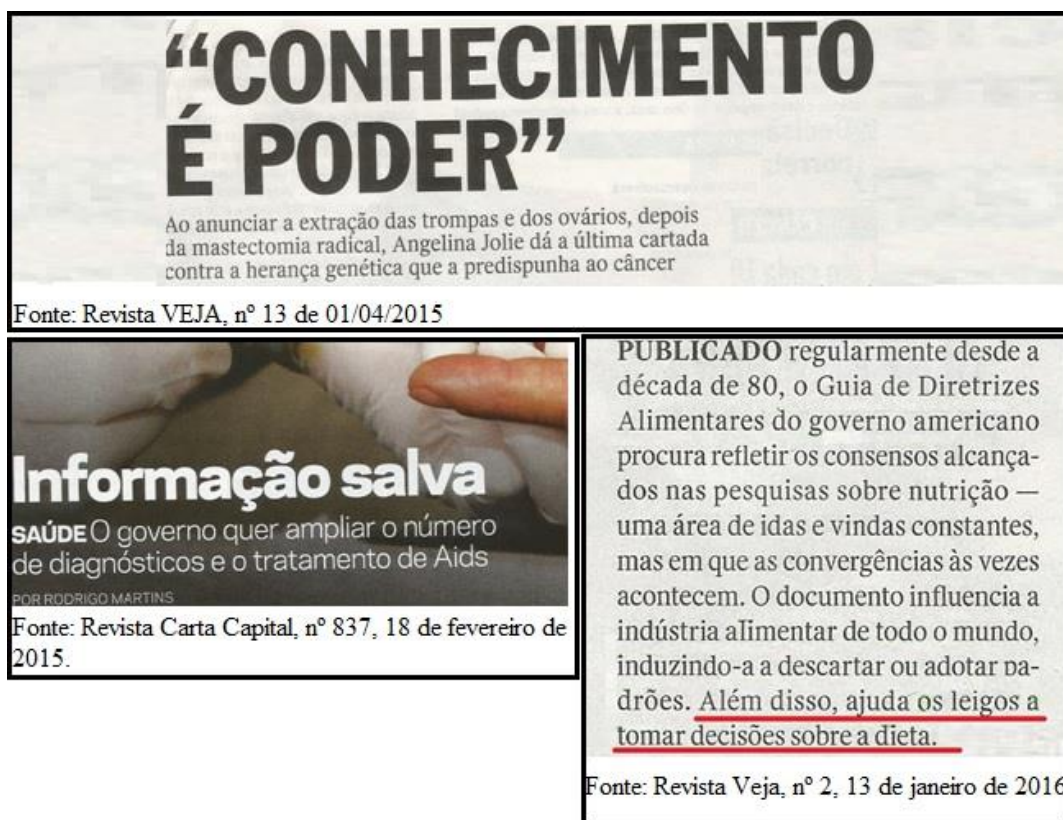 “CONHECIMENTO
É PODER”
Ao anunciar a extração das trompas e dos ovários, depois
da mastectomia radical, Angelina Jolie dá a última cartada
contra a herança genética que a predispunha ao câncer
Fonte: Revista VEJA, nº 13 de 01/04/2015
Informação salva
SAÚDE O governo quer ampliar o número
de diagnósticos e o tratamento de Aids
POR RODRIGO MARTINS
Fonte: Revista Carta Capital, nº 837, 18 de fevereiro de
2015.
PUBLICADO regularmente desde a
década de 80, o Guia de Diretrizes
Alimentares do governo americano
procura refletir os consensos alcança-
dos nas pesquisas sobre nutrição —
uma área de idas e vindas constantes,
mas em que as convergências às vezes
acontecem. O documento influencia a
indústria alimentar de todo o mundo,
induzindo-a a descartar ou adotar pa-
drões. Além disso, ajuda os leigos a
tomar decisões sobre a dieta.
Fonte: Revista Veja, nº 2, 13 de janeiro de 2016